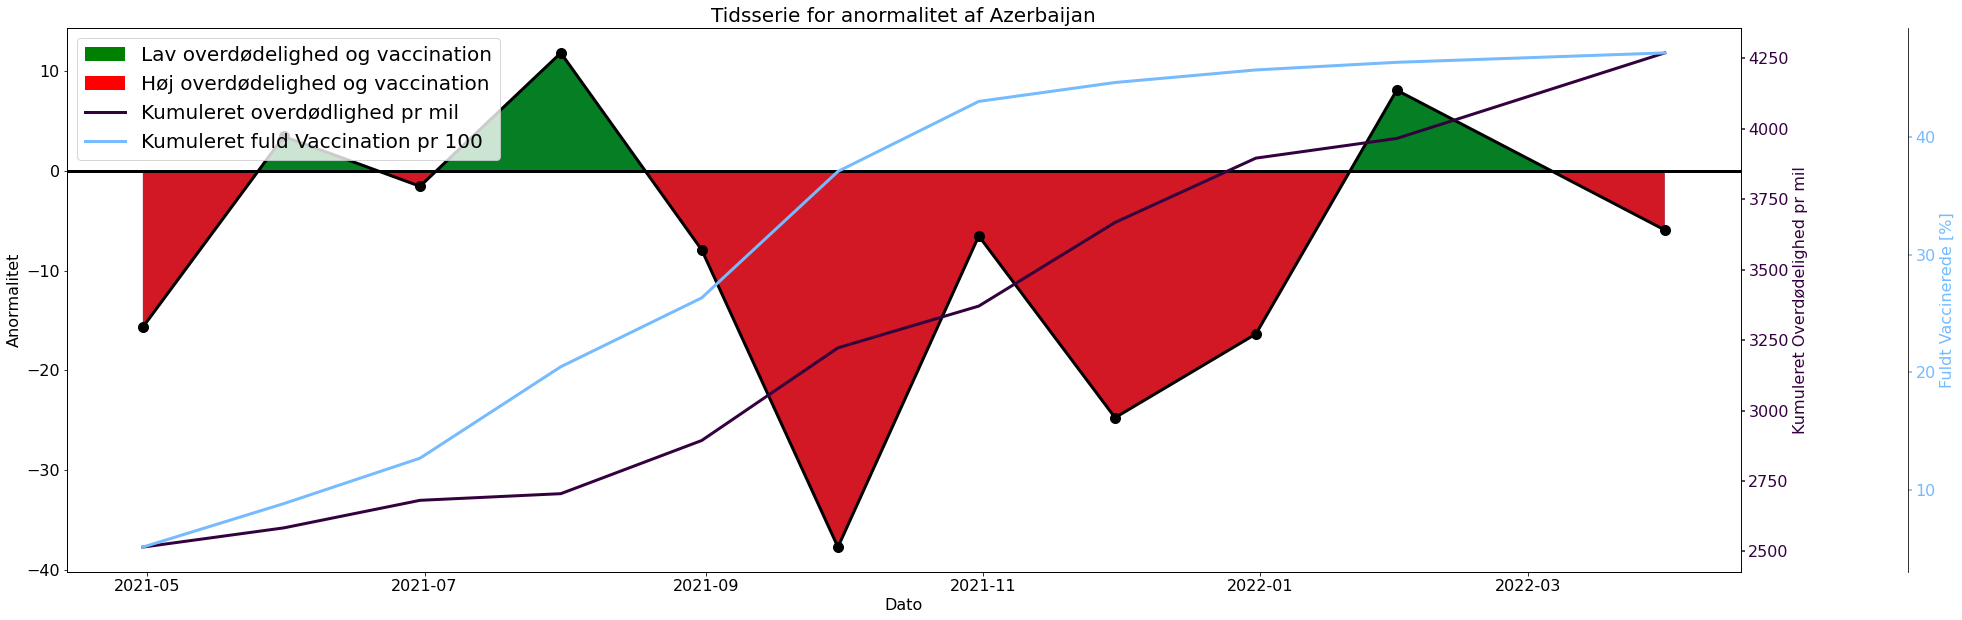 Tidsserie for anormalitet af Azerbaijan
Lav overdødelighed og vaccination
Høj overdødelighed og vaccination
Kumuleret overdødlighed pr mil
Kumuleret fuld Vaccination pr 100
Anormalitet
10
0
−10
−20
−30
−40
2021-05
2021-07
2021-09
2021-11
2022-01
2022-03
Dato
4250
4000
3750
3500
3250
3000
2750
2500
Kumuleret Overdødelighed pr mil
40
30
20
10
Fuldt Vaccinerede [%]